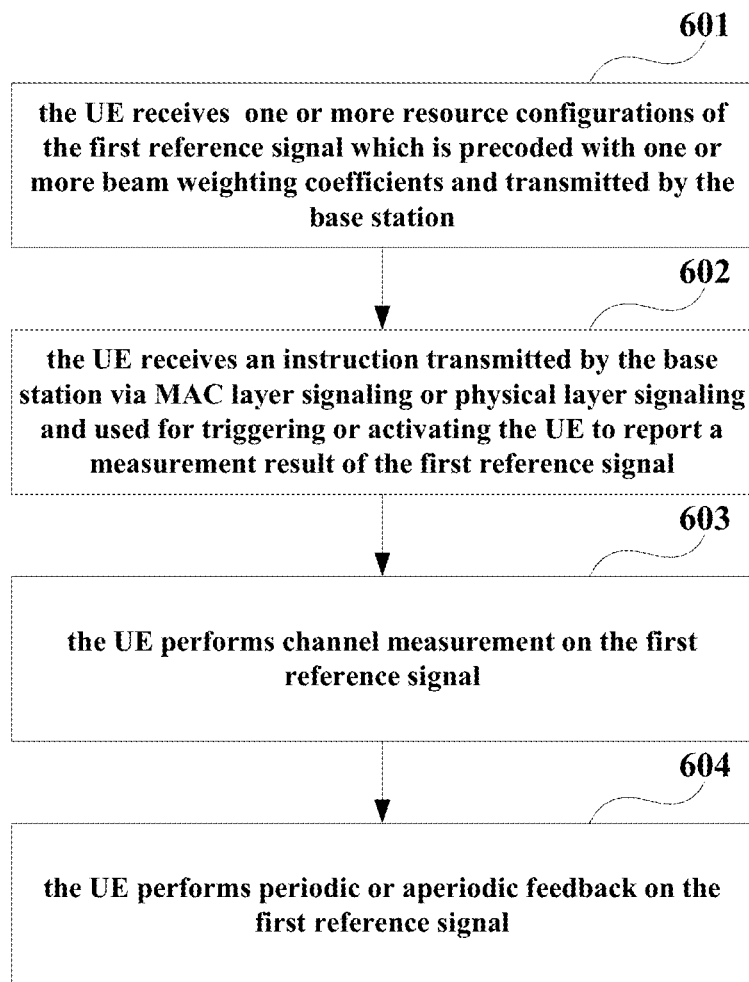 601
the UE receives one or more resource configurations of
the first reference signal which is precoded with one or
more beam weighting coefficients and transmitted by the
base station
602
the UE receives an instruction transmitted by the base
station via MAC layer signaling or physical layer signaling
and used for triggering or activating the UE to report a
measurement result of the first reference signal
603
the UE performs channel measurement on the first
reference signal
604
the UE performs periodic or aperiodic feedback on the
first reference signal